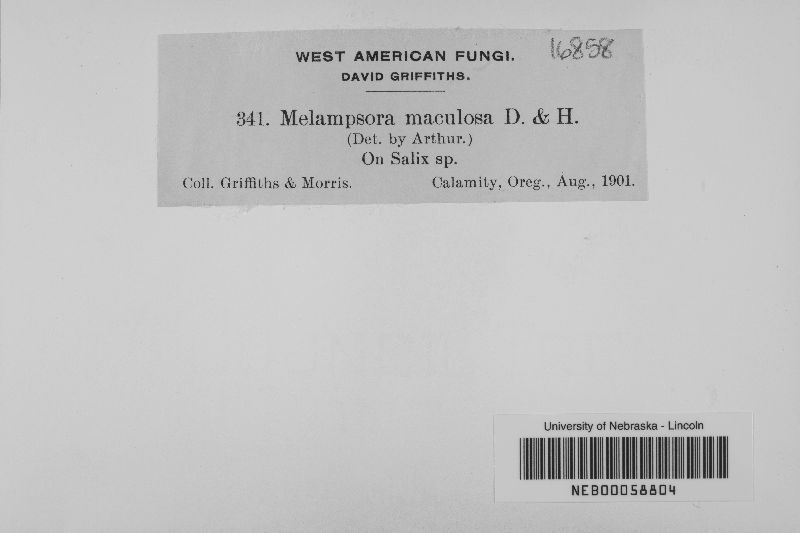 WEST AMERICAN FUNGI.
16858
DAVID GRIFFITHS.
341. Melampsora maculosa D. & H.
(Det. by Arthur.)
On Salix sp.
Coll. Griffiths & Morris. Calamity, Oreg., Aug., 1901.
University of Nebraska - Lincoln
NEB00058804